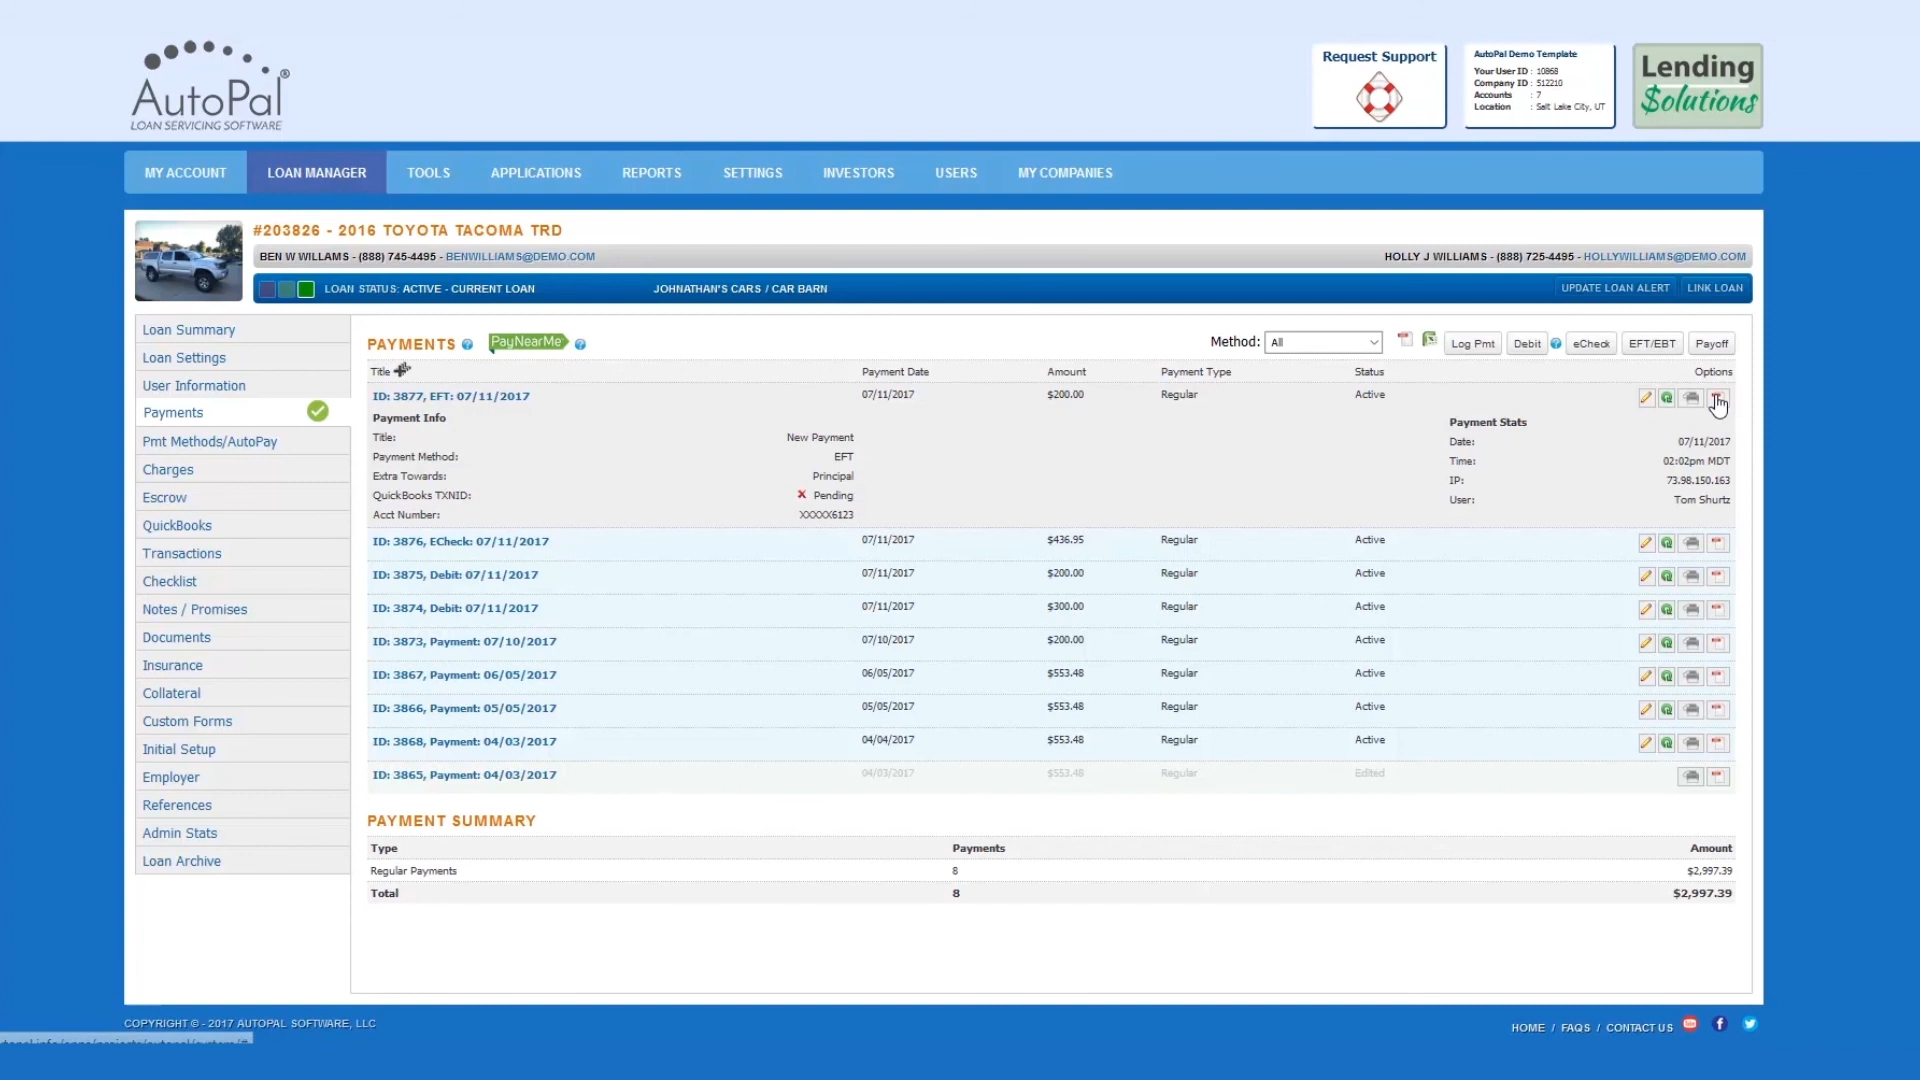 AutoPal®
LOAN SERVICING SOFTWARE
Request Support
AutoPal Demo Template
Your User ID : 10868
Company ID : 512210
Accounts : 7
Location : Salt Lake City, UT
Lending
$olutions
MY ACCOUNT LOAN MANAGER TOOLS APPLICATIONS REPORTS SETTINGS INVESTORS USERS MY COMPANIES
#203826 - 2016 TOYOTA TACOMA TRD
BEN W WILLAMS - (888) 745-4495 - BENWILLIAMS@DEMO.COM HOLLY J WILLIAMS - (888) 725-4495 - HOLLYWILLIAMS@DEMO.COM
LOAN STATUS: ACTIVE - CURRENT LOAN JOHNATHAN'S CARS / CAR BARN UPDATE LOAN ALERT LINK LOAN
Loan Summary
Loan Settings
User Information
Payments
Pmt Methods/AutoPay
Charges
Escrow
QuickBooks
Transactions
Checklist
Notes / Promises
Documents
Insurance
Collateral
Custom Forms
Initial Setup
Employer
References
Admin Stats
Loan Archive
PAYMENTS ? PayNearMe ? Method: All Log Pmt Debit ? eCheck EFT/EBT Payoff
Title Payment Date Amount Payment Type Status Options
ID: 3877, EFT: 07/11/2017 07/11/2017 $200.00 Regular Active
Payment Info Payment Stats
Title: New Payment Date: 07/11/2017
Payment Method: EFT Time: 02:02pm MDT
Extra Towards: Principal IP: 73.98.150.163
QuickBooks TXNID: Pending User: Tom Shurtz
Acct Number: XXXXX6123
ID: 3876, ECheck: 07/11/2017 07/11/2017 $436.95 Regular Active
ID: 3875, Debit: 07/11/2017 07/11/2017 $200.00 Regular Active
ID: 3874, Debit: 07/11/2017 07/11/2017 $300.00 Regular Active
ID: 3873, Payment: 07/10/2017 07/10/2017 $200.00 Regular Active
ID: 3867, Payment: 06/05/2017 06/05/2017 $553.48 Regular Active
ID: 3866, Payment: 05/05/2017 05/05/2017 $553.48 Regular Active
ID: 3868, Payment: 04/03/2017 04/04/2017 $553.48 Regular Active
ID: 3865, Payment: 04/03/2017 04/03/2017 $553.48 Regular Edited
PAYMENT SUMMARY
Type Payments Amount
Regular Payments 8 $2,997.39
Total 8 $2,997.39
COPYRIGHT © - 2017 AUTOPAL SOFTWARE, LLC
HOME / FAQS / CONTACT US